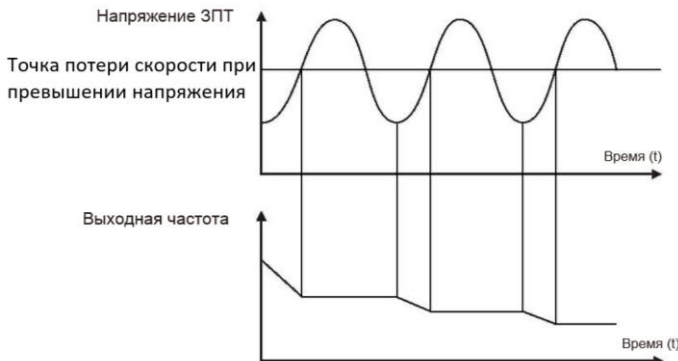 Напряжение ЗПТ
Точка потери скорости при
превышении напряжения
Время (t)
Выходная частота
Время (t)